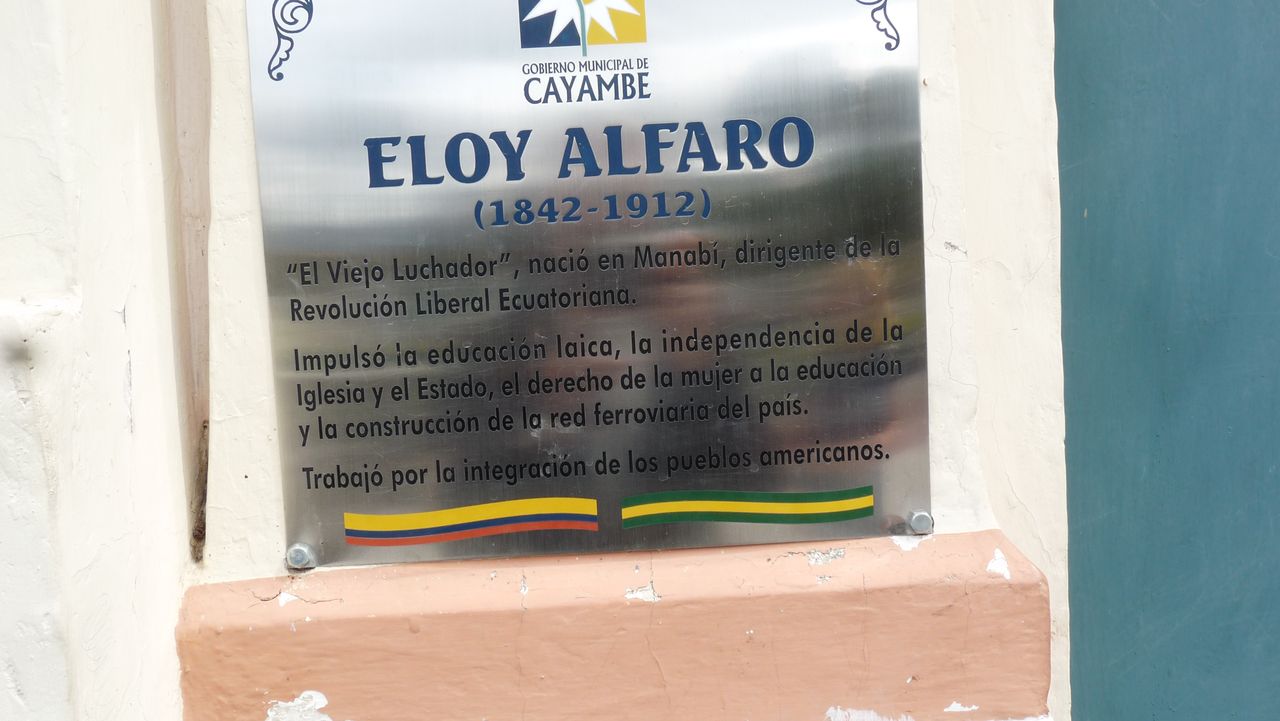 GOBIERNO MUNICIPAL DE
CAYAMBE
ELOY ALFARO
(1842-1912)
"El Viejo Luchador", nació en Manabí, dirigente de la
Revolución Liberal Ecuatoriana.
Impulsó la educación laica, la independencia de la
Iglesia y el Estado, el derecho de la mujer a la educación
y la construcción de la red ferroviaria del país.
Trabajó por la integración de los pueblos americanos.